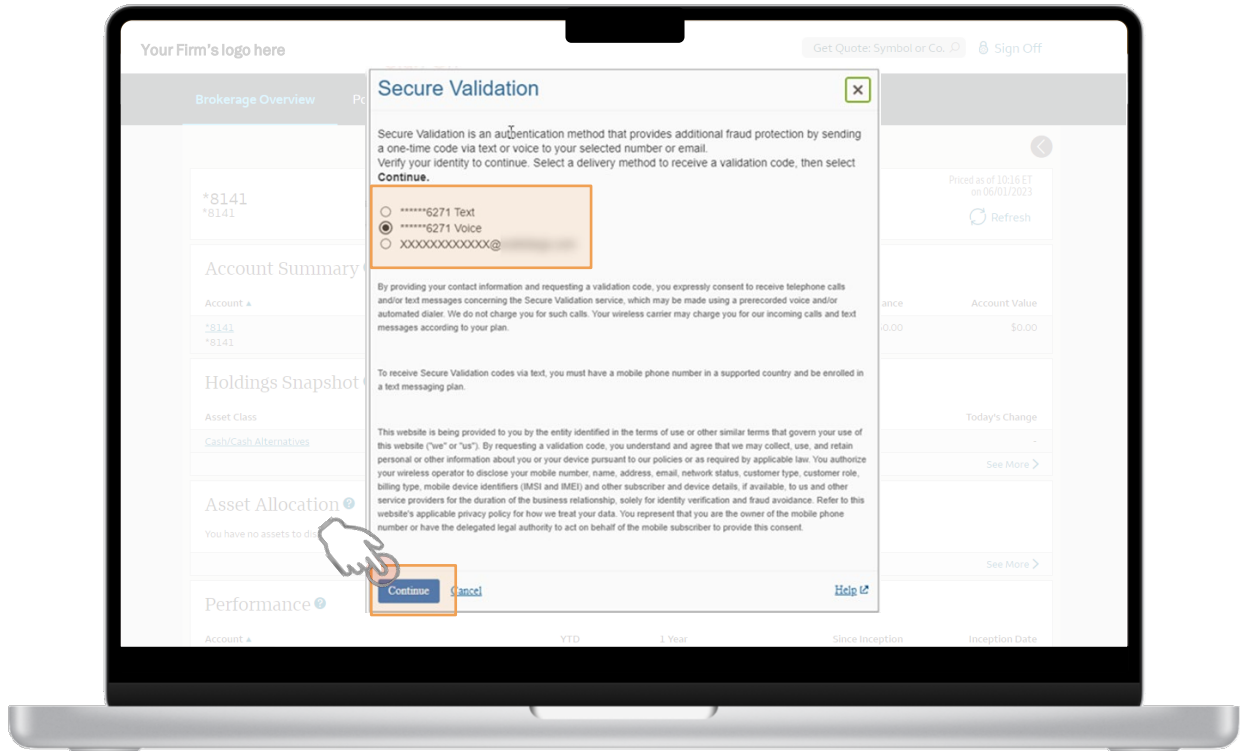 Your Firm's logo here
Get Quote: Symbol or Co.
Sign Off
Brokerage Overview
Secure Validation
Secure Validation is an authentication method that provides additional fraud protection by sending
a one-time code via text or voice to your selected number or email.
Verify your identity to continue. Select a delivery method to receive a validation code, then select
Continue.
******6271 Text
******6271 Voice
XXXXXXXXXXXX@
By providing your contact information and requesting a validation code, you expressly consent to receive telephone calls
and/or text messages concerning the Secure Validation service, which may be made using a prerecorded voice and/or
automated dialer. We do not charge you for such calls. Your wireless carrier may charge you for our incoming calls and text
messages according to your plan.
To receive Secure Validation codes via text, you must have a mobile phone number in a supported country and be enrolled in
a text messaging plan.
This website is being provided to you by the entity identified in the terms of use or other similar terms that govern your use of
this website ("we" or "us"). By requesting a validation code, you understand and agree that we may collect, use, and retain
personal or other information about you or your device pursuant to our policies or as required by applicable law. You authorize
your wireless operator to disclose your mobile number, name, address, email, network status, customer type, customer role,
billing type, mobile device identifiers (IMSI and IMEI) and other subscriber and device details, if available, to us and other
service providers for the duration of the business relationship, solely for identity verification and fraud avoidance. Refer to this
website's applicable privacy policy for how we treat your data. You represent that you are the owner of the mobile phone
number or have the delegated legal authority to act on behalf of the mobile subscriber to provide this consent.
Continue
Cancel
Help
*8141
*8141
Priced as of 10:16 ET
on 06/01/2023
Refresh
Account Summary
Account
Account Value
*8141
*8141
$0.00
Holdings Snapshot
Asset Class
Today's Change
Cash/Cash Alternatives
-
See More
Asset Allocation
You have no assets to
See More
Performance
Account
YTD
1 Year
Since Inception
Inception Date